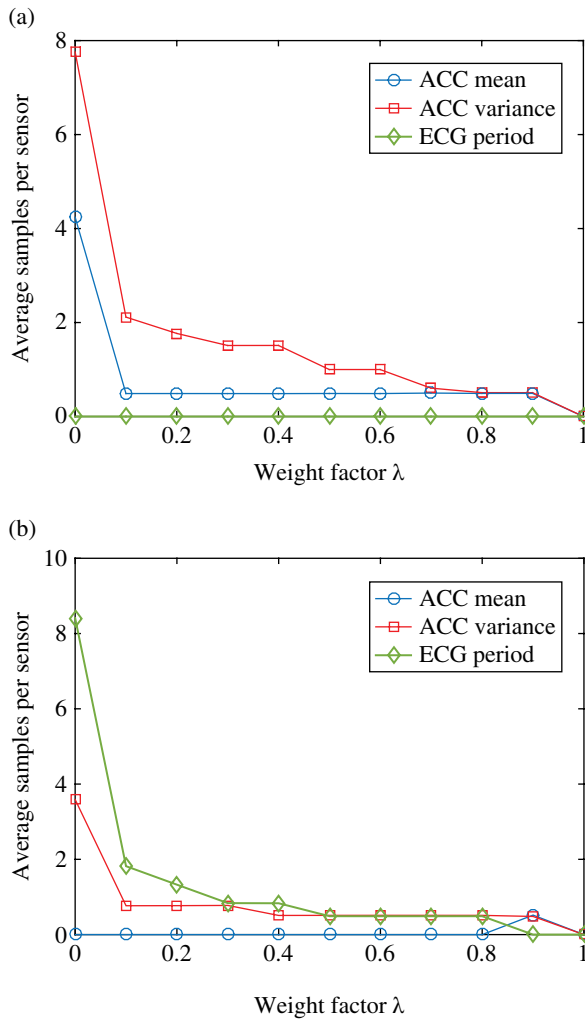 (a)
8
6
4
2
0
Average samples per sensor
ACC mean
ACC variance
ECG period
0 0.2 0.4 0.6 0.8 1
Weight factor λ
(b)
10
8
6
4
2
0
Average samples per sensor
ACC mean
ACC variance
ECG period
0 0.2 0.4 0.6 0.8 1
Weight factor λ